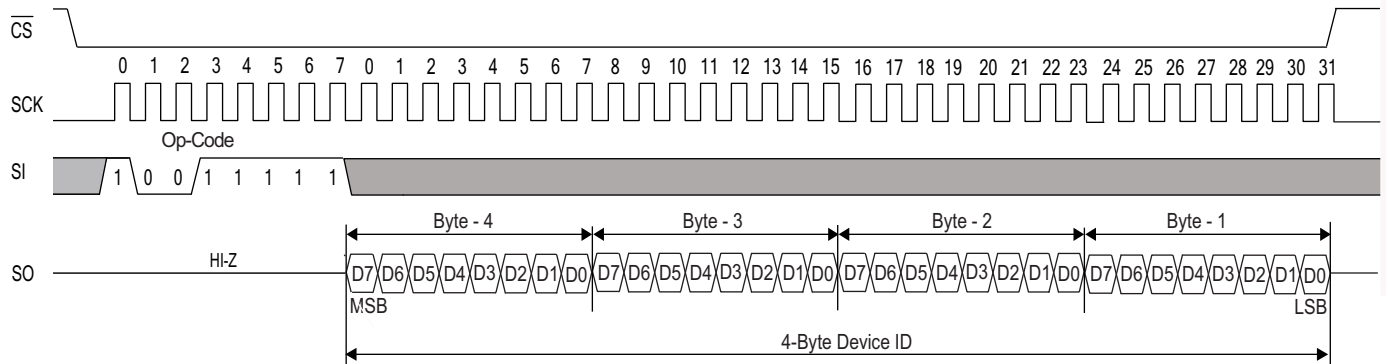 CS
0 1 2 3 4 5 6 7 0 1 2 3 4 5 6 7 8 9 10 11 12 13 14 15 16 17 18 19 20 21 22 23 24 25 26 27 28 29 30 31
SCK
Op-Code
SI 1 0 0 1 1 1 1 1
Byte - 4 Byte - 3 Byte - 2 Byte - 1
SO HI-Z D7 D6 D5 D4 D3 D2 D1 D0 D7 D6 D5 D4 D3 D2 D1 D0 D7 D6 D5 D4 D3 D2 D1 D0 D7 D6 D5 D4 D3 D2 D1 D0
MSB LSB
4-Byte Device ID